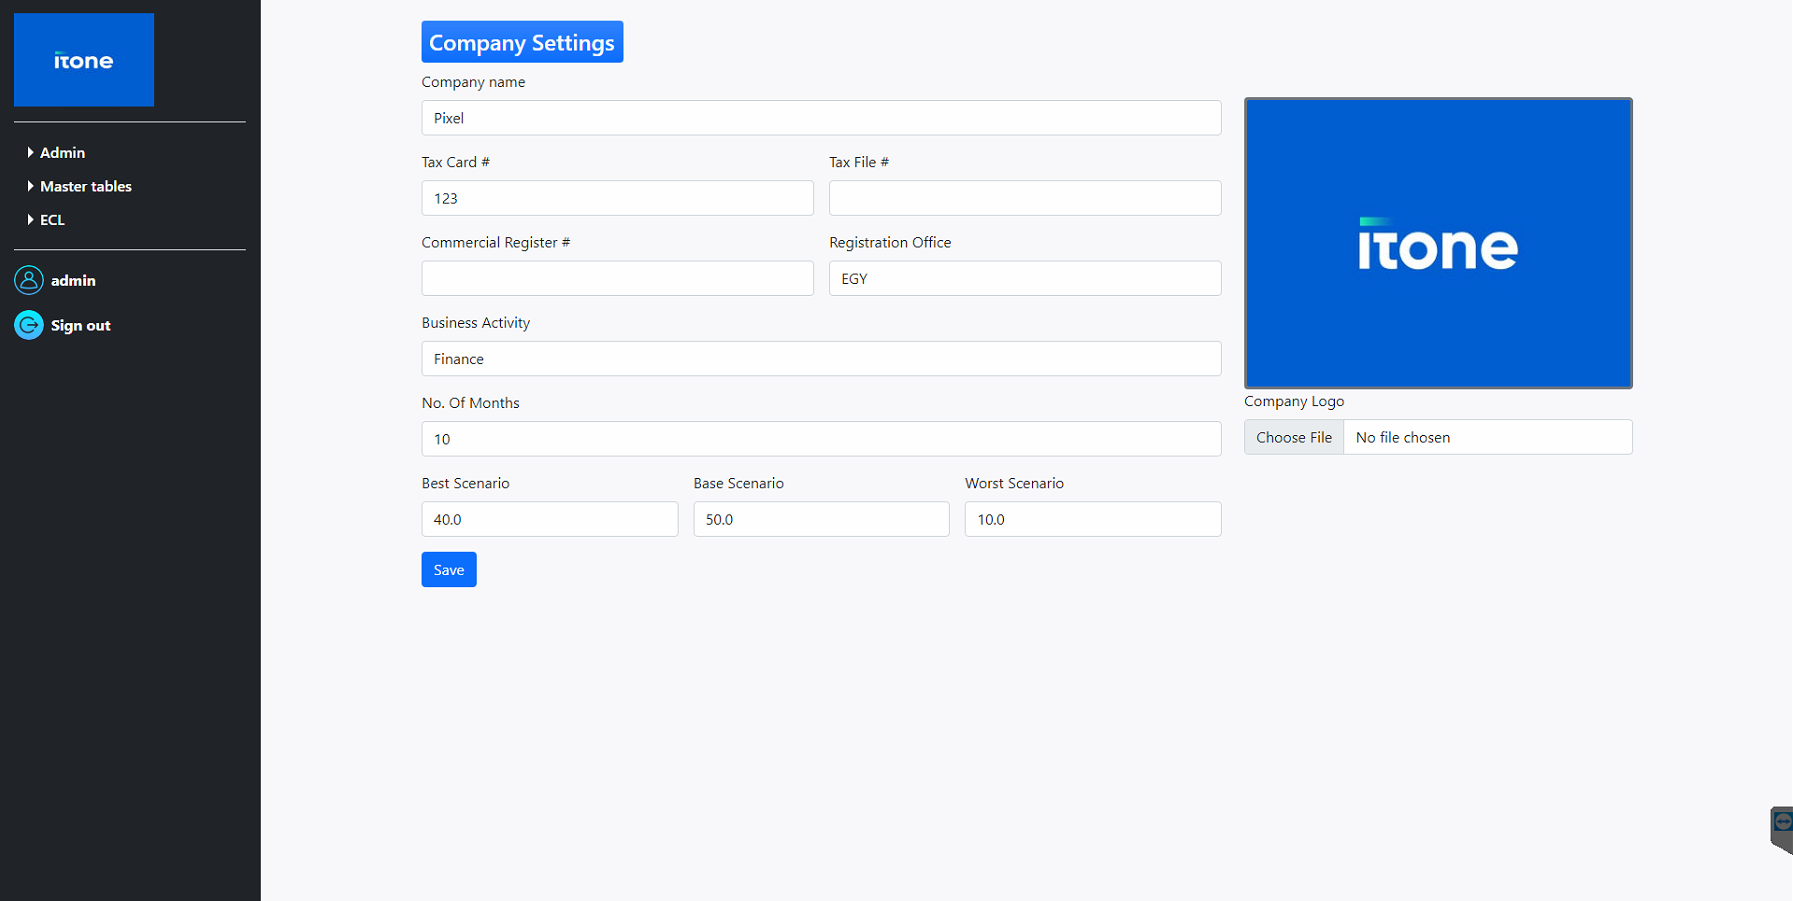 itone
Admin
Master tables
ECL
admin
Sign out
Company Settings
Company name
Pixel
Tax Card #
Tax File #
123
Commercial Register #
Registration Office
EGY
Business Activity
Finance
No. Of Months
10
Best Scenario
Base Scenario
Worst Scenario
40.0
50.0
10.0
Save
itone
Company Logo
Choose File
No file chosen